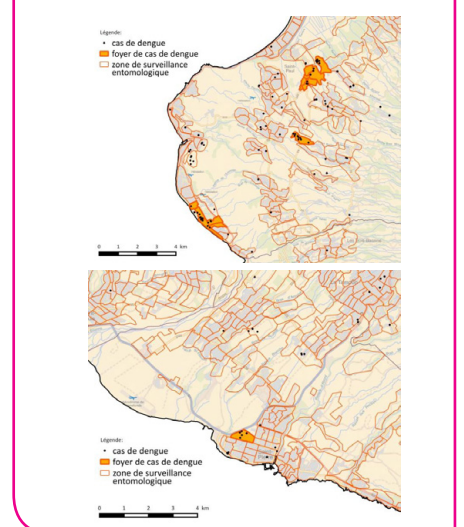 Légende:
cas de dengue
foyer de cas de dengue
zone de surveillance
entomologique
Saint-
Paul
0 1 2 3 4 km
Légende:
cas de dengue
foyer de cas de dengue
zone de surveillance
entomologique
0 1 2 3 4 km